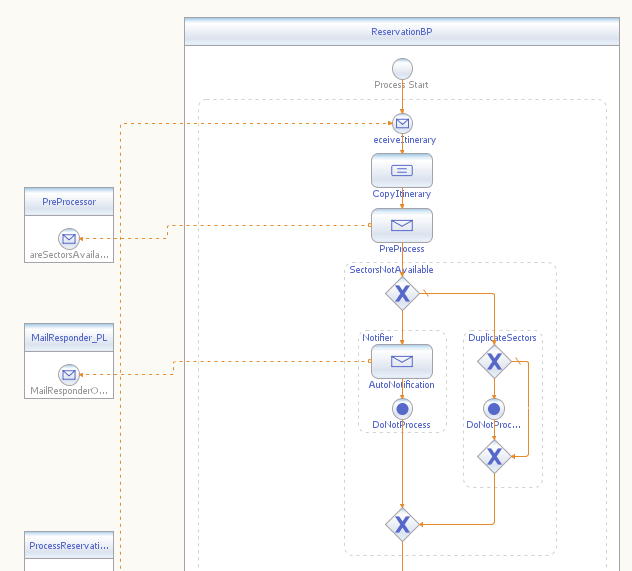 ReservationBP
Process Start
eceiveItinerary
CopyItinerary
PreProcessor
areSectorsAvaila...
PreProcess
SectorsNotAvailable
MailResponder_PL
MailResponderO...
Notifier
DuplicateSectors
AutoNotification
DoNotProcess
DoNotProc...
ProcessReservati...